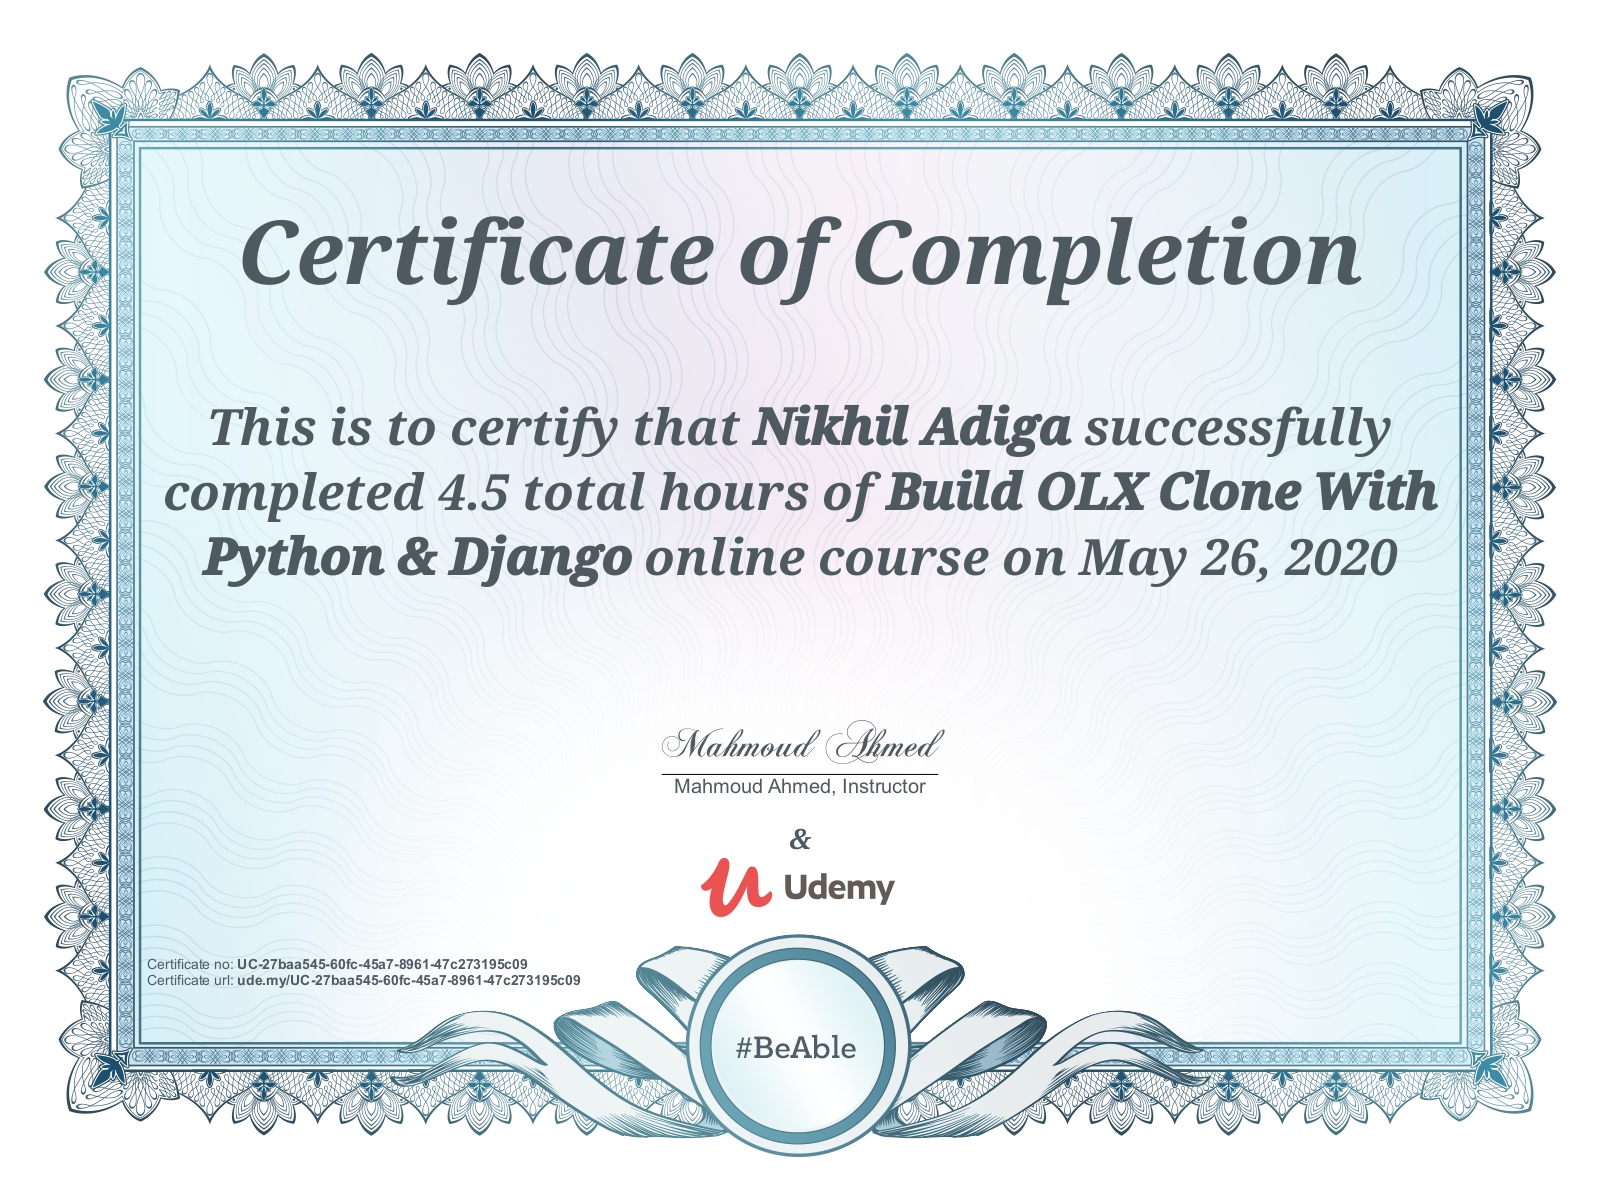 Certificate of Completion
This is to certify that Nikhil Adiga successfully
completed 4.5 total hours of Build OLX Clone With
Python & Django online course on May 26, 2020
Mahmoud Ahmed
Mahmoud Ahmed, Instructor
&
Udemy
Certificate no: UC-27baa545-60fc-45a7-8961-47c273195c09
Certificate url: ude.my/UC-27baa545-60fc-45a7-8961-47c273195c09
#BeAble